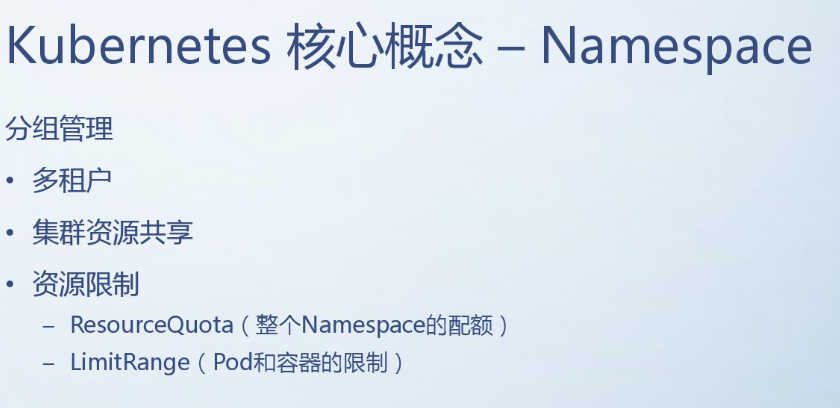 Kubernetes 核心概念 – Namespace
分组管理
• 多租户
• 集群资源共享
• 资源限制
– ResourceQuota（整个Namespace的配额）
– LimitRange（Pod和容器的限制）